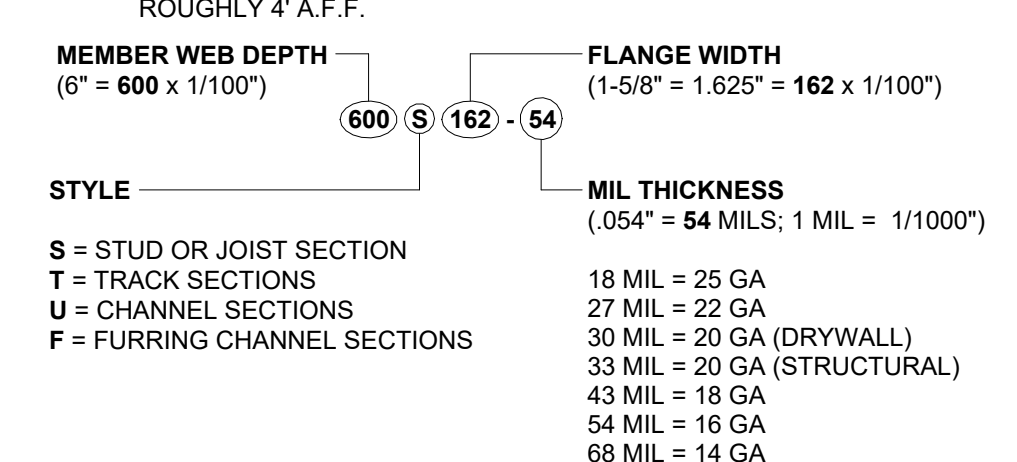 ROUGHLY 4' A.F.F.
MEMBER WEB DEPTH
(6" = 600 x 1/100")
FLANGE WIDTH
(1-5/8" = 1.625" = 162 x 1/100")
600 S 162 - 54
STYLE
S = STUD OR JOIST SECTION
T = TRACK SECTIONS
U = CHANNEL SECTIONS
F = FURRING CHANNEL SECTIONS
MIL THICKNESS
(.054" = 54 MILS; 1 MIL = 1/1000")
18 MIL = 25 GA
27 MIL = 22 GA
30 MIL = 20 GA (DRYWALL)
33 MIL = 20 GA (STRUCTURAL)
43 MIL = 18 GA
54 MIL = 16 GA
68 MIL = 14 GA